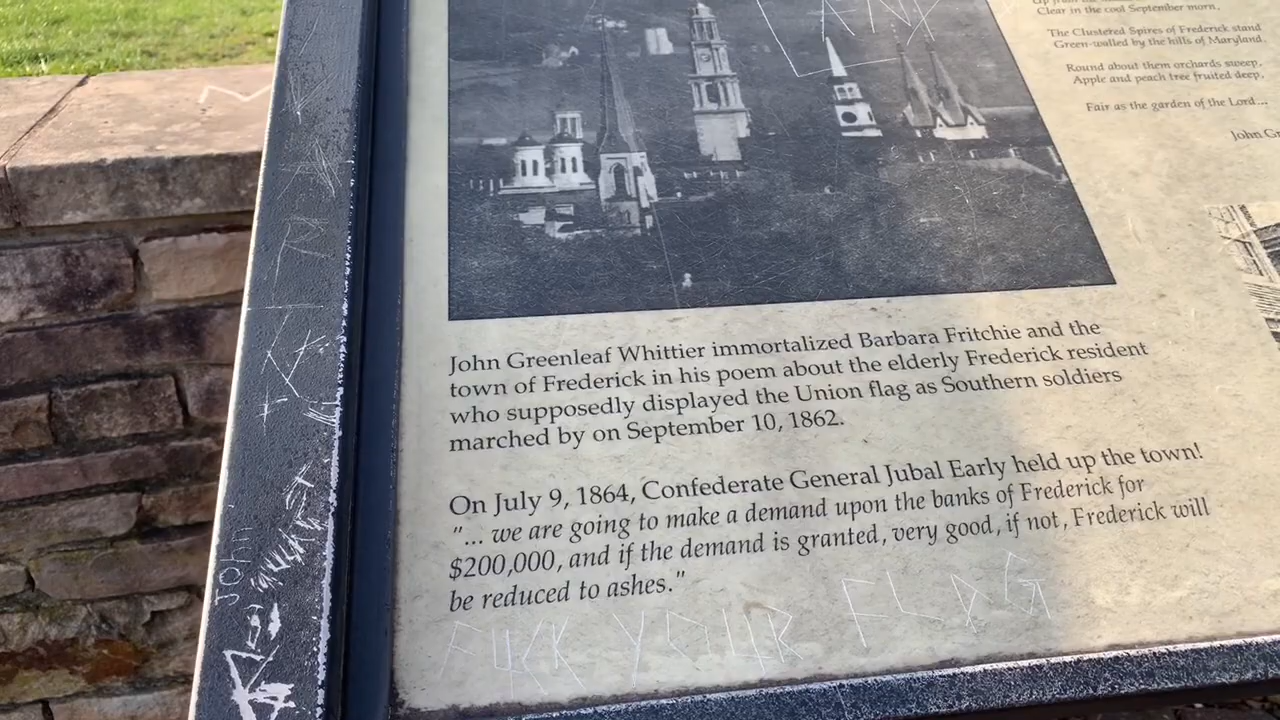 Clear in the cool September morn,
The Clustered Spires of Frederick stand
Green-walled by the hills of Maryland.
Round about them orchards sweep,
Apple and peach tree fruited deep,
Fair as the garden of the Lord...
John
John Greenleaf Whittier immortalized Barbara Fritchie and the
town of Frederick in his poem about the elderly Frederick resident
who supposedly displayed the Union flag as Southern soldiers
marched by on September 10, 1862.
On July 9, 1864, Confederate General Jubal Early held up the town!
"... we are going to make a demand upon the banks of Frederick for
$200,000, and if the demand is granted, very good, if not, Frederick will
be reduced to ashes."
FUCK YOUR FLAG
JOHN